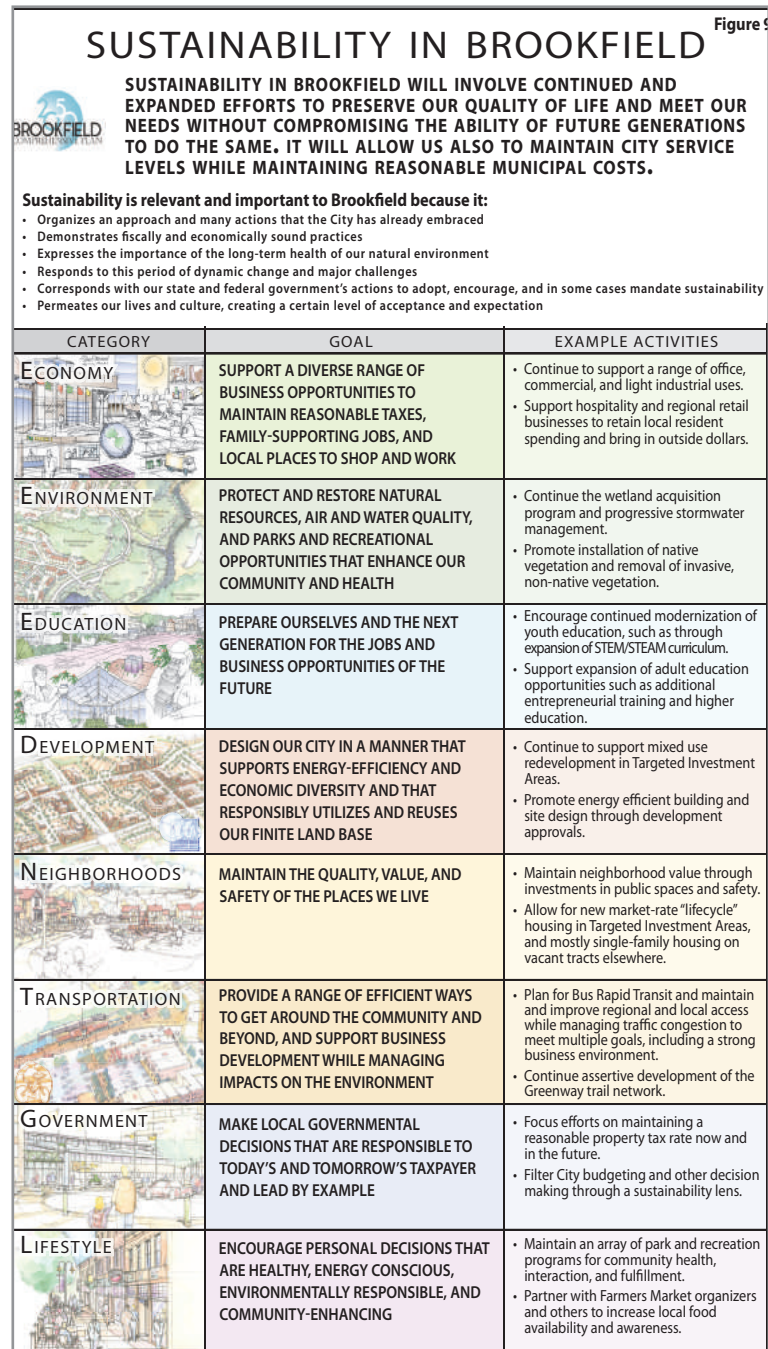 Figure 9
SUSTAINABILITY IN BROOKFIELD
SUSTAINABILITY IN BROOKFIELD WILL INVOLVE CONTINUED AND
EXPANDED EFFORTS TO PRESERVE OUR QUALITY OF LIFE AND MEET OUR
NEEDS WITHOUT COMPROMISING THE ABILITY OF FUTURE GENERATIONS
TO DO THE SAME. IT WILL ALLOW US ALSO TO MAINTAIN CITY SERVICE
LEVELS WHILE MAINTAINING REASONABLE MUNICIPAL COSTS.
BROOKFIELD
COMPREHENSIVE PLAN
Sustainability is relevant and important to Brookfield because it:
• Organizes an approach and many actions that the City has already embraced
• Demonstrates fiscally and economically sound practices
• Expresses the importance of the long-term health of our natural environment
• Responds to this period of dynamic change and major challenges
• Corresponds with our state and federal government's actions to adopt, encourage, and in some cases mandate sustainability
• Permeates our lives and culture, creating a certain level of acceptance and expectation
CATEGORY GOAL EXAMPLE ACTIVITIES
ECONOMY
SUPPORT A DIVERSE RANGE OF
BUSINESS OPPORTUNITIES TO
MAINTAIN REASONABLE TAXES,
FAMILY-SUPPORTING JOBS, AND
LOCAL PLACES TO SHOP AND WORK
• Continue to support a range of office,
commercial, and light industrial uses.
• Support hospitality and regional retail
businesses to retain local resident
spending and bring in outside dollars.
ENVIRONMENT
PROTECT AND RESTORE NATURAL
RESOURCES, AIR AND WATER QUALITY,
AND PARKS AND RECREATIONAL
OPPORTUNITIES THAT ENHANCE OUR
COMMUNITY AND HEALTH
• Continue the wetland acquisition
program and progressive stormwater
management.
• Promote installation of native
vegetation and removal of invasive,
non-native vegetation.
EDUCATION
PREPARE OURSELVES AND THE NEXT
GENERATION FOR THE JOBS AND
BUSINESS OPPORTUNITIES OF THE
FUTURE
• Encourage continued modernization of
youth education, such as through
expansion of STEM/STEAM curriculum.
• Support expansion of adult education
opportunities such as additional
entrepreneurial training and higher
education.
DEVELOPMENT
DESIGN OUR CITY IN A MANNER THAT
SUPPORTS ENERGY-EFFICIENCY AND
ECONOMIC DIVERSITY AND THAT
RESPONSIBLY UTILIZES AND REUSES
OUR FINITE LAND BASE
• Continue to support mixed use
redevelopment in Targeted Investment
Areas.
• Promote energy efficient building and
site design through development
approvals.
NEIGHBORHOODS
MAINTAIN THE QUALITY, VALUE, AND
SAFETY OF THE PLACES WE LIVE
• Maintain neighborhood value through
investments in public spaces and safety.
• Allow for new market-rate "lifecycle"
housing in Targeted Investment Areas,
and mostly single-family housing on
vacant tracts elsewhere.
TRANSPORTATION
PROVIDE A RANGE OF EFFICIENT WAYS
TO GET AROUND THE COMMUNITY AND
BEYOND, AND SUPPORT BUSINESS
DEVELOPMENT WHILE MANAGING
IMPACTS ON THE ENVIRONMENT
• Plan for Bus Rapid Transit and maintain
and improve regional and local access
while managing traffic congestion to
meet multiple goals, including a strong
business environment.
• Continue assertive development of the
Greenway trail network.
GOVERNMENT
MAKE LOCAL GOVERNMENTAL
DECISIONS THAT ARE RESPONSIBLE TO
TODAY'S AND TOMORROW'S TAXPAYER
AND LEAD BY EXAMPLE
• Focus efforts on maintaining a
reasonable property tax rate now and
in the future.
• Filter City budgeting and other decision
making through a sustainability lens.
LIFESTYLE
ENCOURAGE PERSONAL DECISIONS THAT
ARE HEALTHY, ENERGY CONSCIOUS,
ENVIRONMENTALLY RESPONSIBLE, AND
COMMUNITY-ENHANCING
• Maintain an array of park and recreation
programs for community health,
interaction, and fulfillment.
• Partner with Farmers Market organizers
and others to increase local food
availability and awareness.